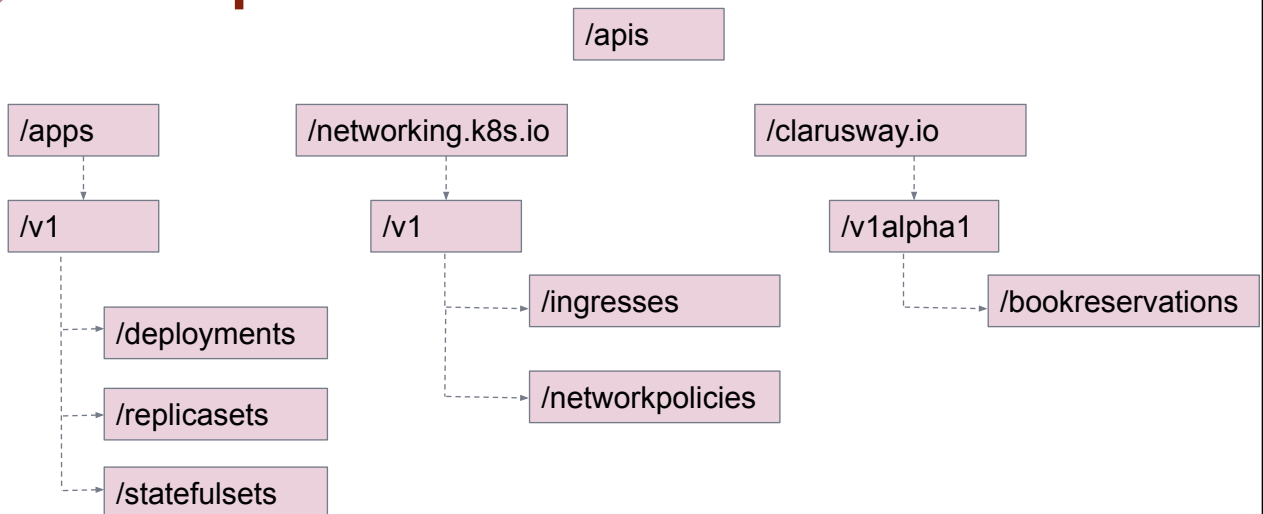 /apis
/apps
/networking.k8s.io
/clarusway.io
/v1
/v1
/v1alpha1
/deployments
/replicasets
/statefulsets
/ingresses
/networkpolicies
/bookreservations